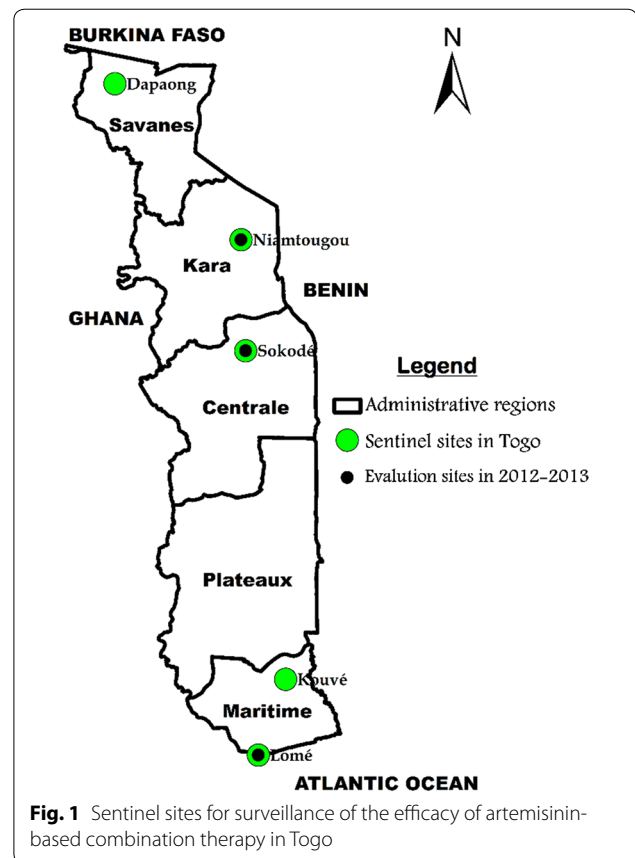 BURKINA FASO
N
Dapaong
Savanes
Niamtougou
Kara
BENIN
GHANA
Sokodé
Legend
Centrale
Administrative regions
Sentinel sites in Togo
Evalution sites in 2012-2013
Plateaux
Kouvé
Maritime
Lomé
ATLANTIC OCEAN
Fig. 1 Sentinel sites for surveillance of the efficacy of artemisinin-
based combination therapy in Togo